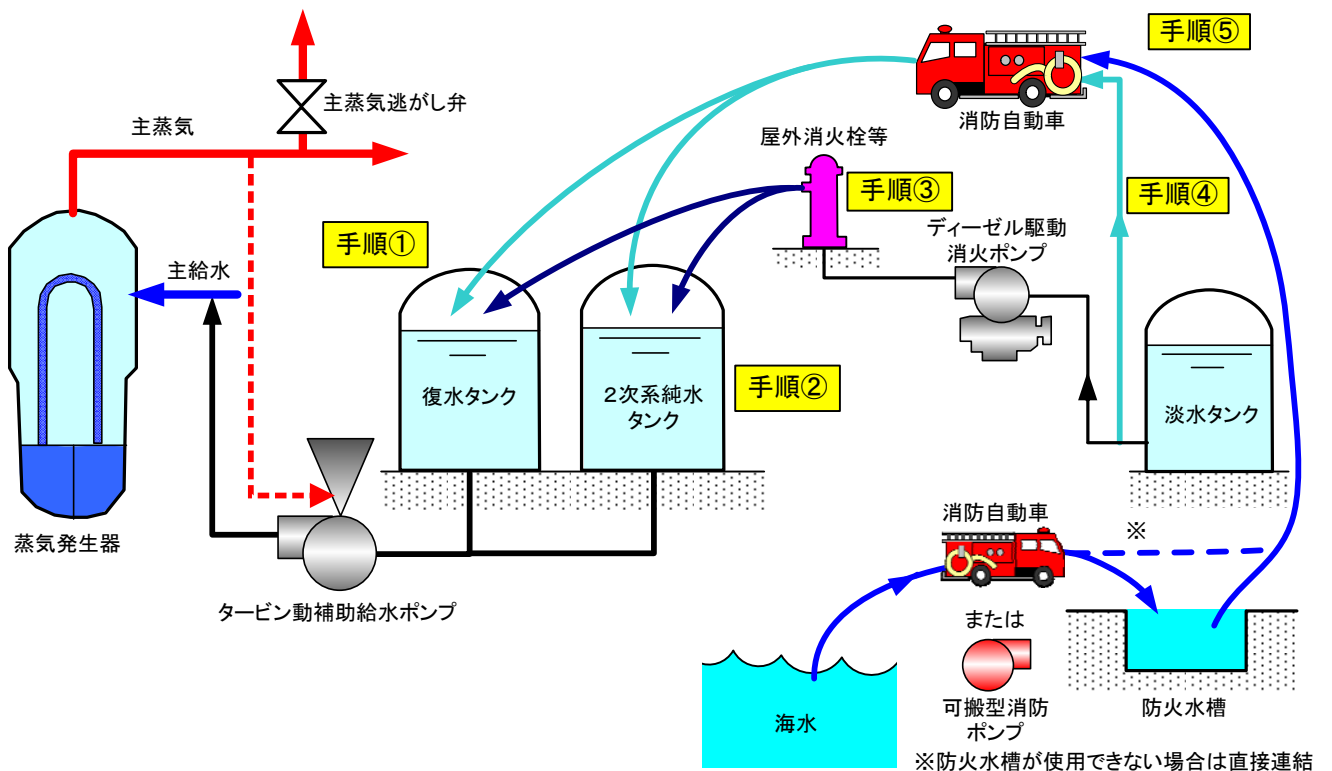 手順⑤
主蒸気逃がし弁
主蒸気
消防自動車
屋外消火栓等
手順③
手順④
手順①
ディーゼル駆動
消火ポンプ
主給水
手順②
復水タンク
２次系純水
タンク
淡水タンク
蒸気発生器
消防自動車
※
タービン動補助給水ポンプ
または
海水
可搬型消防
ポンプ
防火水槽
※防火水槽が使用できない場合は直接連結